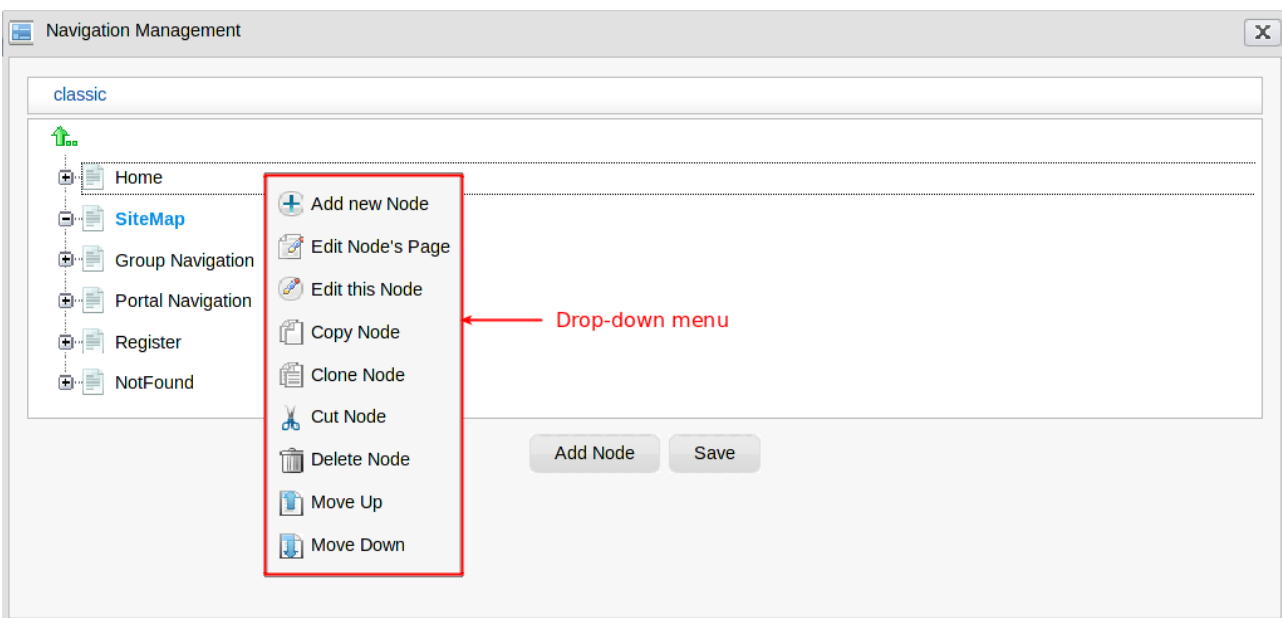 Navigation Management
X
classic
Home
SiteMap
Group Navigation
Portal Navigation
Register
NotFound
Add new Node
Edit Node's Page
Edit this Node
Copy Node
Clone Node
Cut Node
Delete Node
Move Up
Move Down
Drop-down menu
Add Node
Save